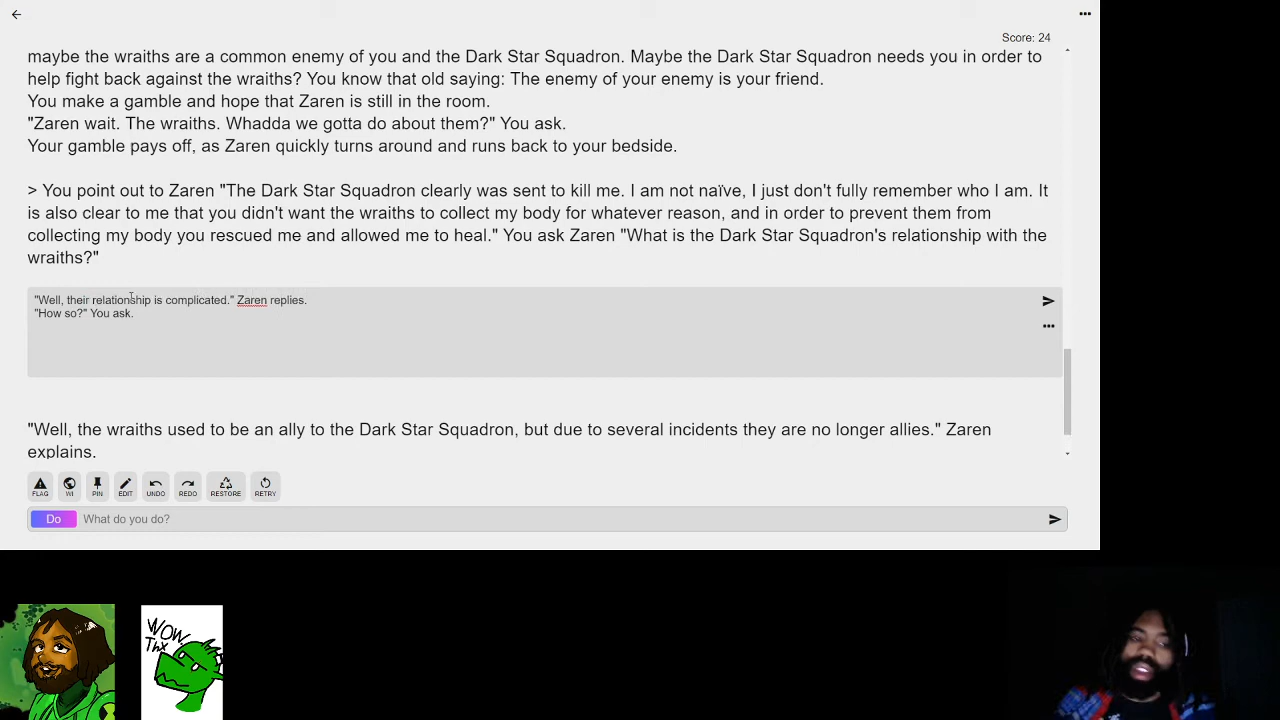 Score: 24
maybe the wraiths are a common enemy of you and the Dark Star Squadron. Maybe the Dark Star Squadron needs you in order to
help fight back against the wraiths? You know that old saying: The enemy of your enemy is your friend.
You make a gamble and hope that Zaren is still in the room.
"Zaren wait. The wraiths. Whadda we gotta do about them?" You ask.
Your gamble pays off, as Zaren quickly turns around and runs back to your bedside.
> You point out to Zaren "The Dark Star Squadron clearly was sent to kill me. I am not naïve, I just don't fully remember who I am. It
is also clear to me that you didn't want the wraiths to collect my body for whatever reason, and in order to prevent them from
collecting my body you rescued me and allowed me to heal." You ask Zaren "What is the Dark Star Squadron's relationship with the
wraiths?"
"Well, their relationship is complicated." Zaren replies.
"How so?" You ask.
"Well, the wraiths used to be an ally to the Dark Star Squadron, but due to several incidents they are no longer allies." Zaren
explains.
FLAG WI PIN EDIT UNDO REDO RESTORE RETRY
Do What do you do?
WOW
Thx